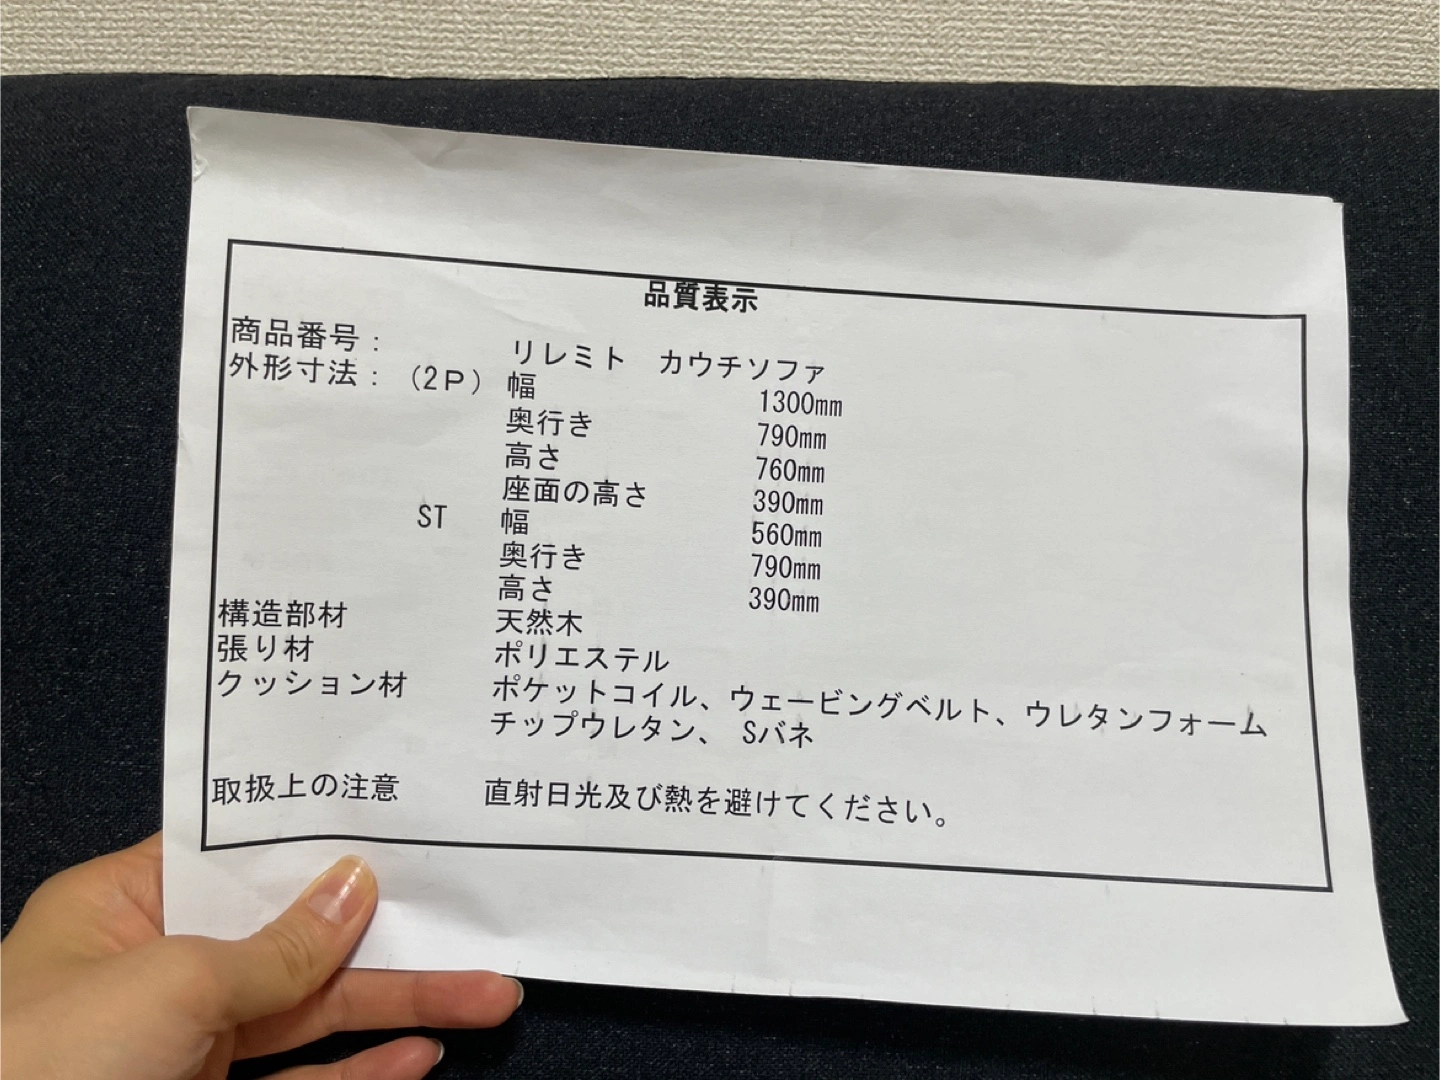 品質表示
商品番号： リレミト　カウチソファ
外形寸法：（2P） 幅 1300mm
奥行き 790mm
高さ 760mm
座面の高さ 390mm
ST 幅 560mm
奥行き 790mm
高さ 390mm
構造部材 天然木
張り材 ポリエステル
クッション材 ポケットコイル、ウェービングベルト、ウレタンフォーム
チップウレタン、 Sバネ
取扱上の注意 直射日光及び熱を避けてください。